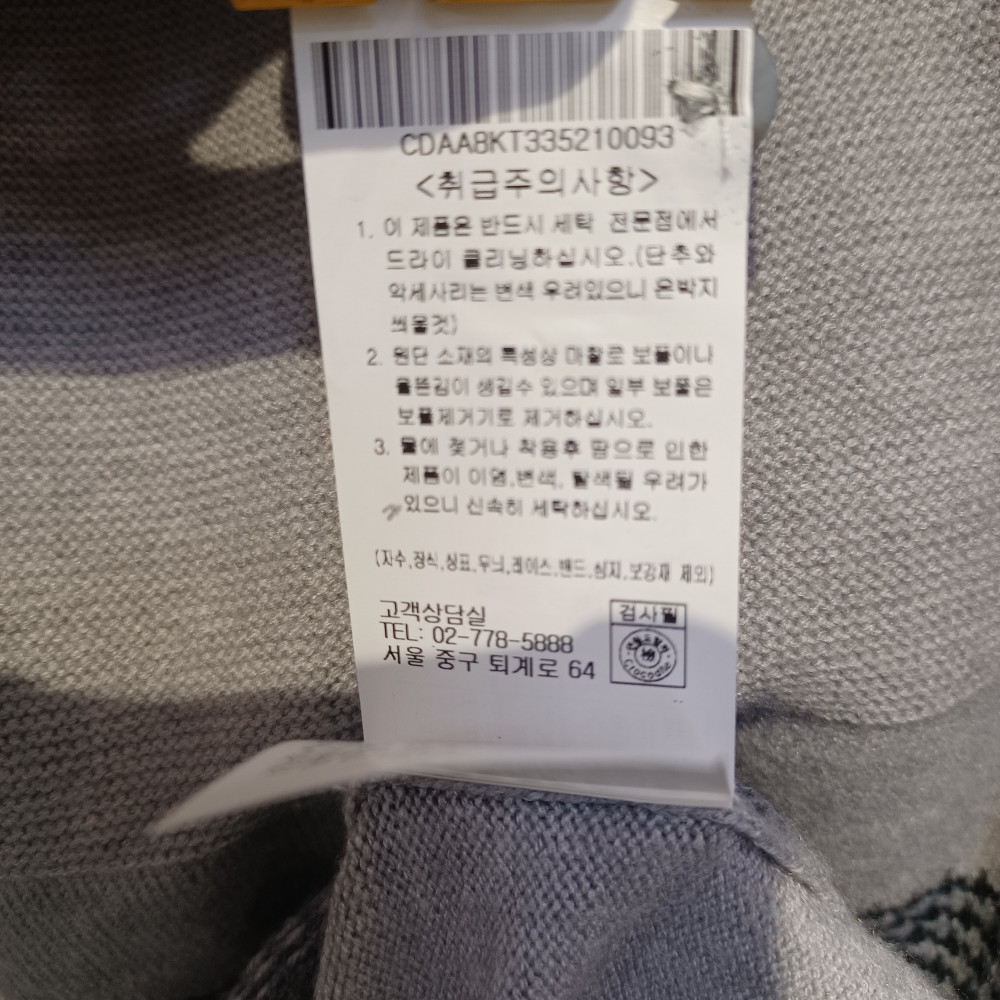 CDAA8KT335210093
<취급주의사항>
1. 이 제품은 반드시 세탁 전문점에서
드라이 클리닝하십시오.(단추와
악세사리는 변색 우려있으니 은박지
씌울것)
2. 원단 소재의 특성상 마찰로 보풀이나
올뜯김이 생길수 있으며 일부 보풀은
보풀제거기로 제거하십시오.
3. 물에 젖거나 착용후 땀으로 인한
제품이 이염,변색, 탈색될 우려가
있으니 신속히 세탁하십시오.
(자수,장식,상표,무늬,레이스,밴드,심지,보강재 제외)
고객상담실
TEL: 02-778-5888
서울 중구 퇴계로 64
검사필
Crocodile